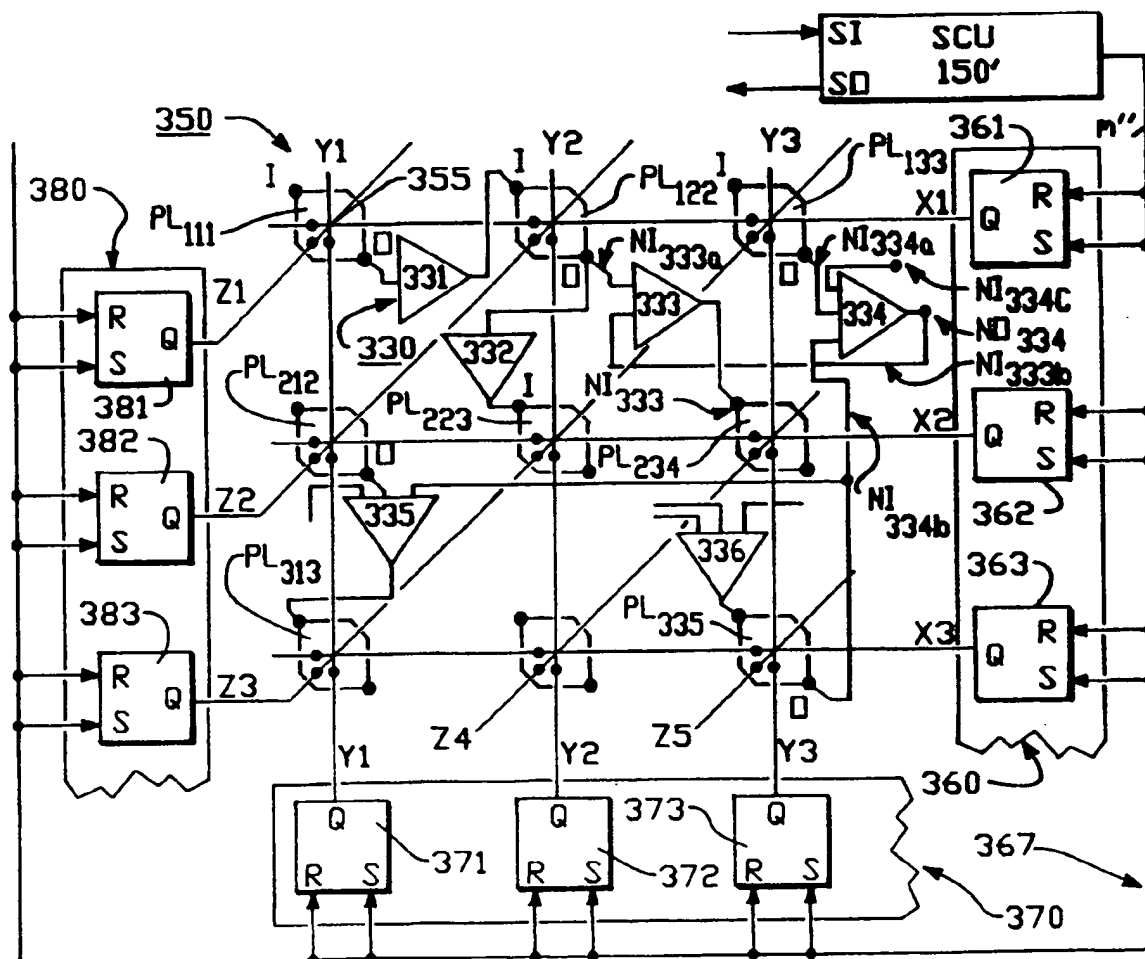 SI SCU
150'
SO
m"
350
Y1
Y2
Y3
I
I
I
355
380
PL111
PL122
PL133
361
X1
Q R
S
O
331
O
NI333a
O
NI334a
NI334C
Z1
333
334
NO334
R
Q
S
381
330
332
NI333b
PL212
I
NI333
PL223
X2
Q R
S
382
O
PL234
362
R
Q
S
Z2
335
336
NI334b
PL313
363
383
PL335
X3
Q R
S
R
Q
S
Z3
O
Z4
Z5
Y1
Y2
Y3
360
Q
Q
373
Q
371
372
367
R S
R S
R S
370